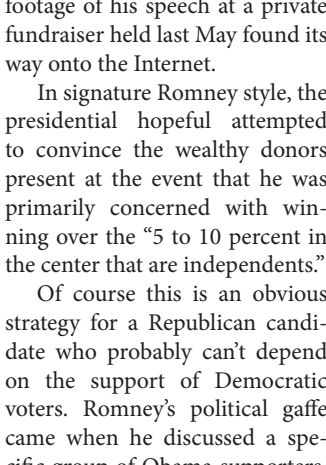 footage of his speech at a private
fundraiser held last May found its
way onto the Internet.
In signature Romney style, the
presidential hopeful attempted
to convince the wealthy donors
present at the event that he was
primarily concerned with win-
ning over the “5 to 10 percent in
the center that are independents.”
Of course this is an obvious
strategy for a Republican candi-
date who probably can’t depend
on the support of Democratic
voters. Romney’s political gaffe
came when he discussed a spe-
cific group of Obama supporters,